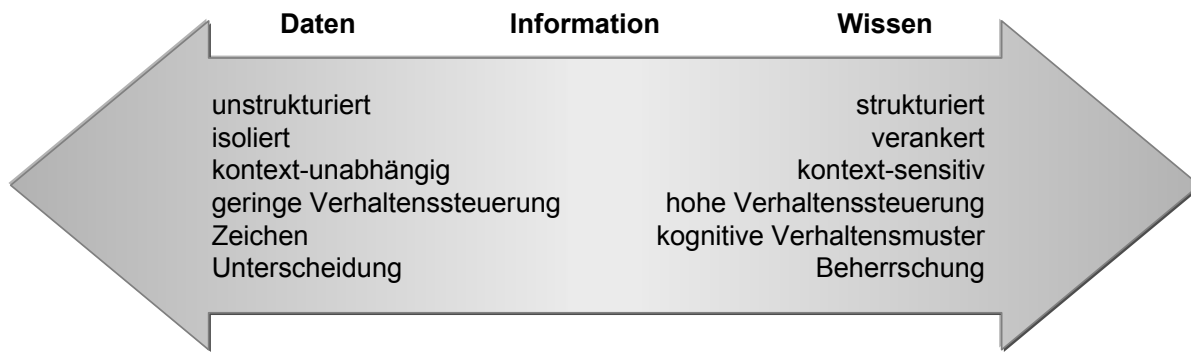 Daten Information Wissen
unstrukturiert strukturiert
isoliert verankert
kontext-unabhängig kontext-sensitiv
geringe Verhaltenssteuerung hohe Verhaltenssteuerung
Zeichen kognitive Verhaltensmuster
Unterscheidung Beherrschung